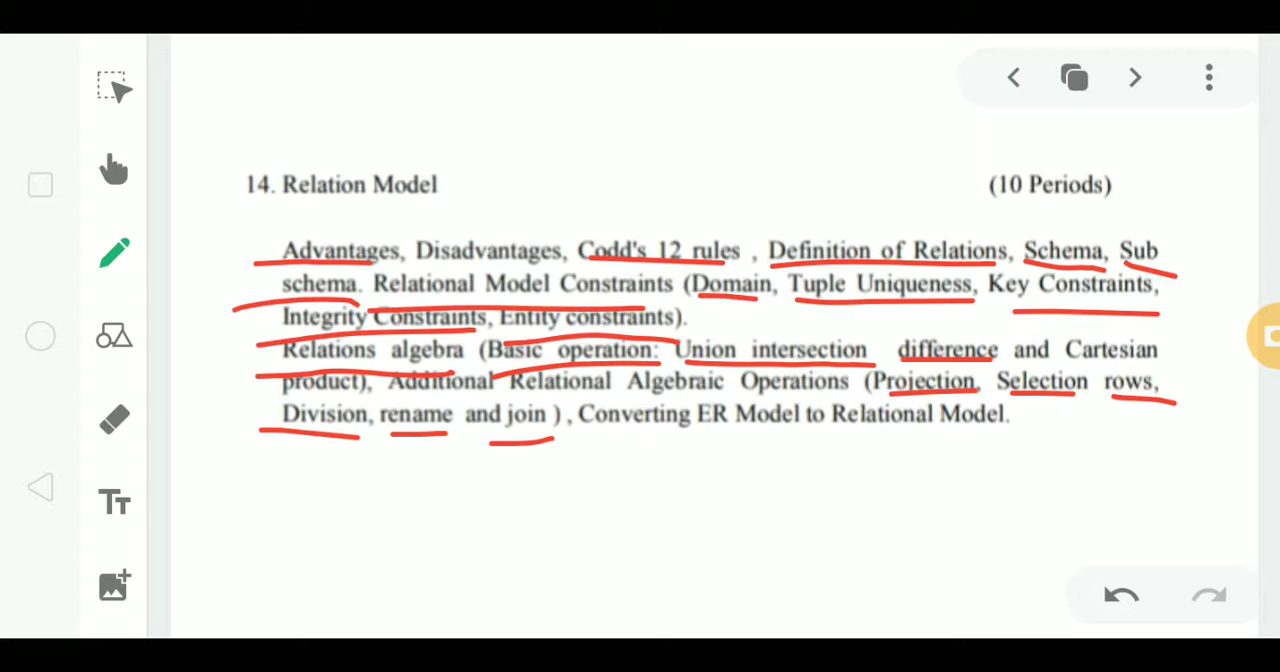 14. Relation Model (10 Periods)
Advantages, Disadvantages, Codd's 12 rules , Definition of Relations, Schema, Sub
schema. Relational Model Constraints (Domain, Tuple Uniqueness, Key Constraints,
Integrity Constraints, Entity constraints).
Relations algebra (Basic operation: Union intersection difference and Cartesian
product), Additional Relational Algebraic Operations (Projection, Selection rows,
Division, rename and join ) , Converting ER Model to Relational Model.
TT